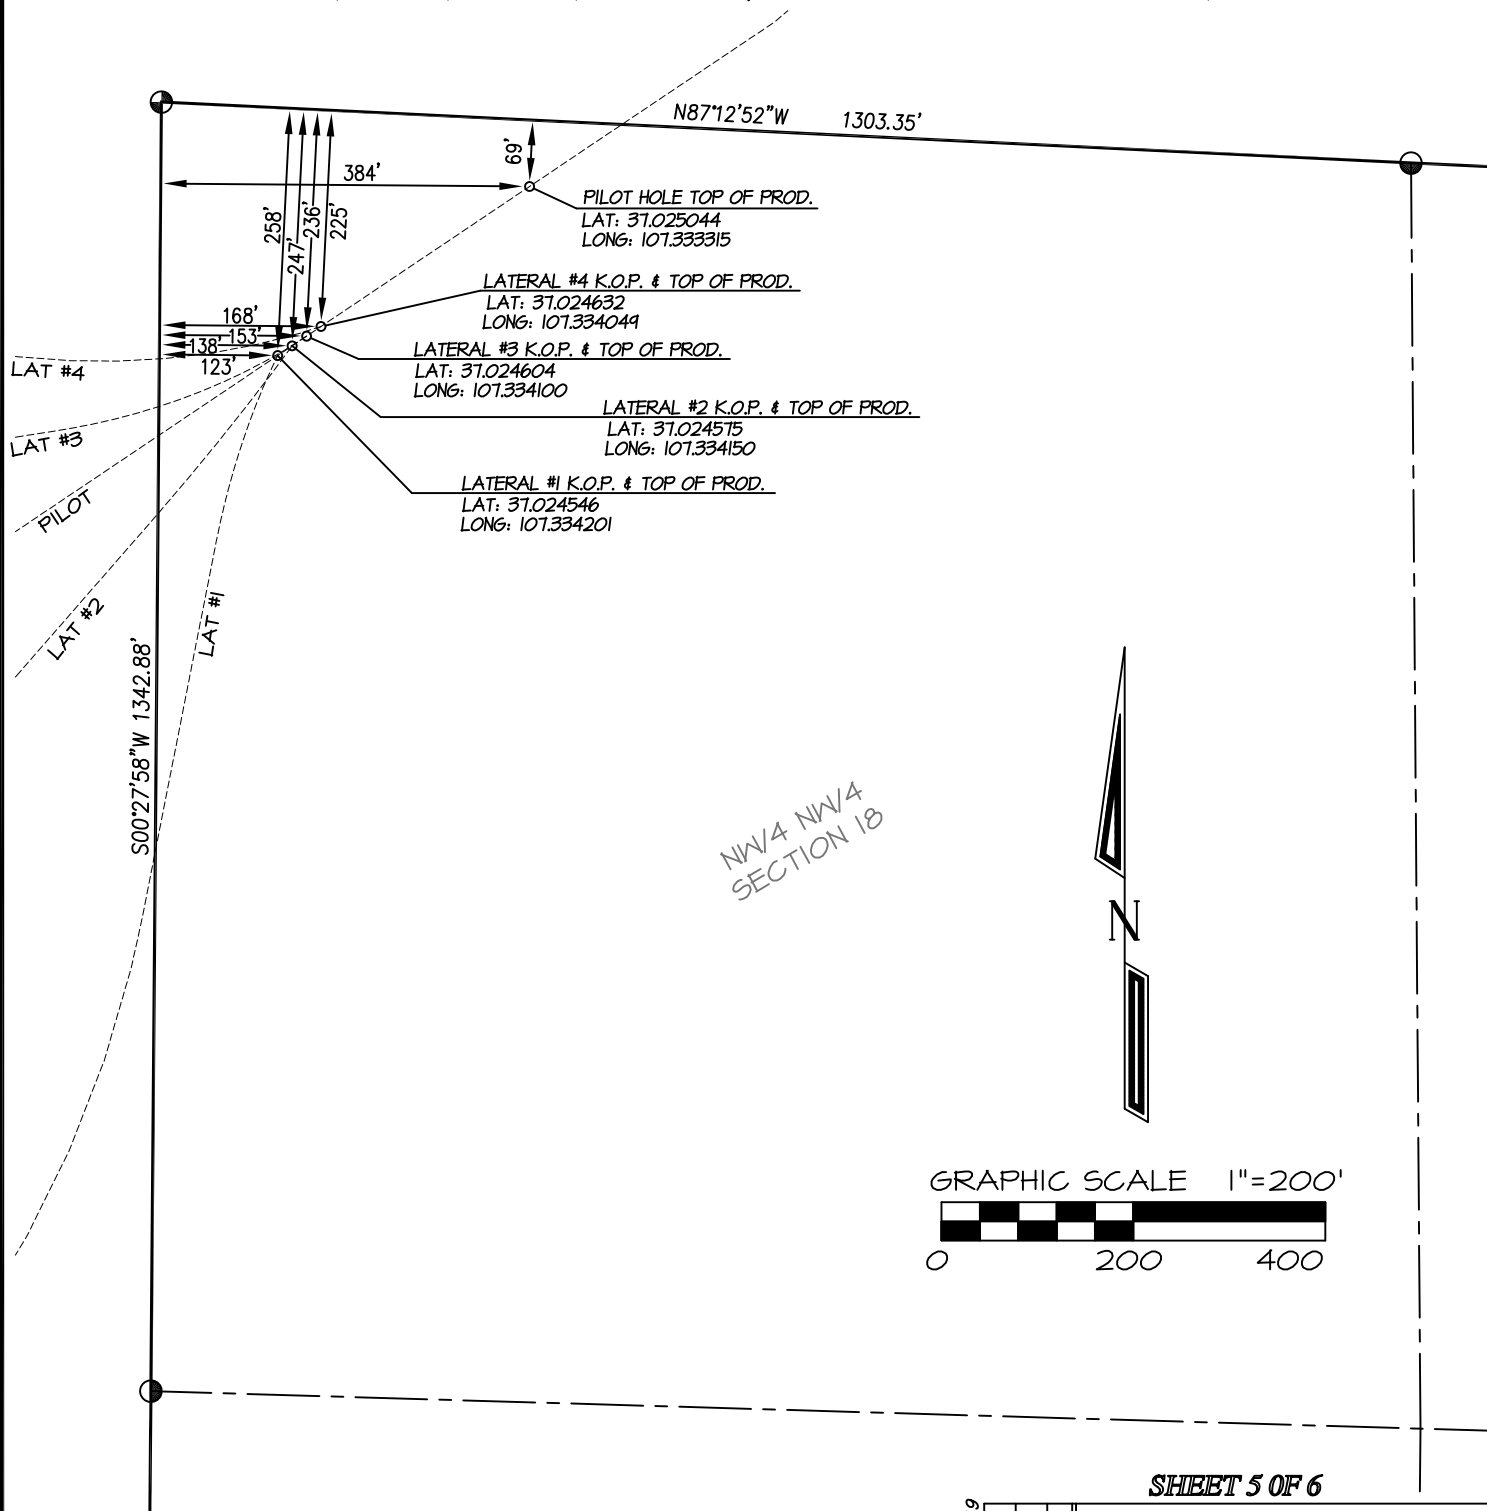 N87°12'52"W 1303.35'
69'
384'
PILOT HOLE TOP OF PROD.
LAT: 37.025044
LONG: 107.333315
258'
247'
236'
225'
LATERAL #4 K.O.P. & TOP OF PROD.
LAT: 37.024632
LONG: 107.334049
168'
153'
138'
123'
LATERAL #3 K.O.P. & TOP OF PROD.
LAT: 37.024604
LONG: 107.334100
LAT #4
LATERAL #2 K.O.P. & TOP OF PROD.
LAT: 37.024575
LONG: 107.334150
LAT #3
LATERAL #1 K.O.P. & TOP OF PROD.
LAT: 37.024546
LONG: 107.334201
PILOT
LAT #2
LAT #1
S00°27'58"W 1342.88'
NW/4 NW/4
SECTION 18
N
GRAPHIC SCALE 1"=200'
0 200 400
SHEET 5 OF 6
6